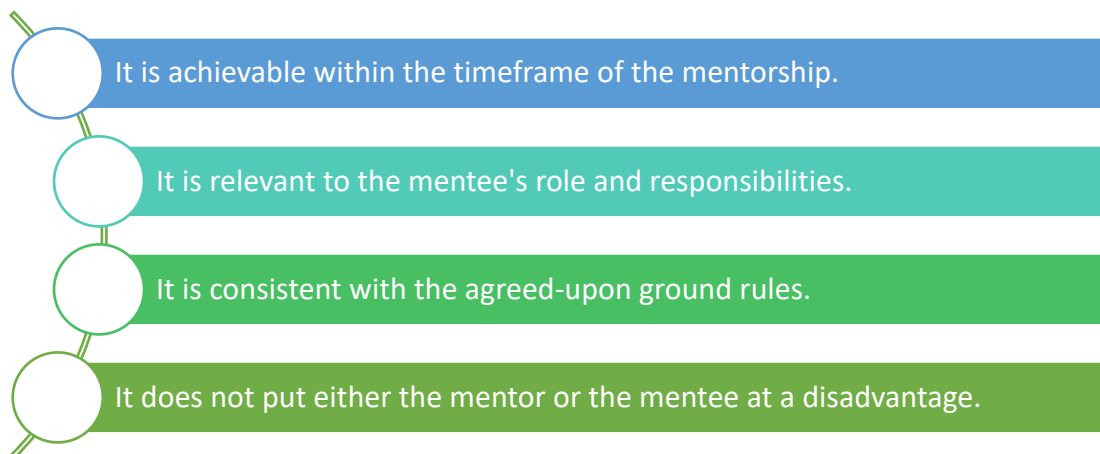 It is achievable within the timeframe of the mentorship.
It is relevant to the mentee's role and responsibilities.
It is consistent with the agreed-upon ground rules.
It does not put either the mentor or the mentee at a disadvantage.